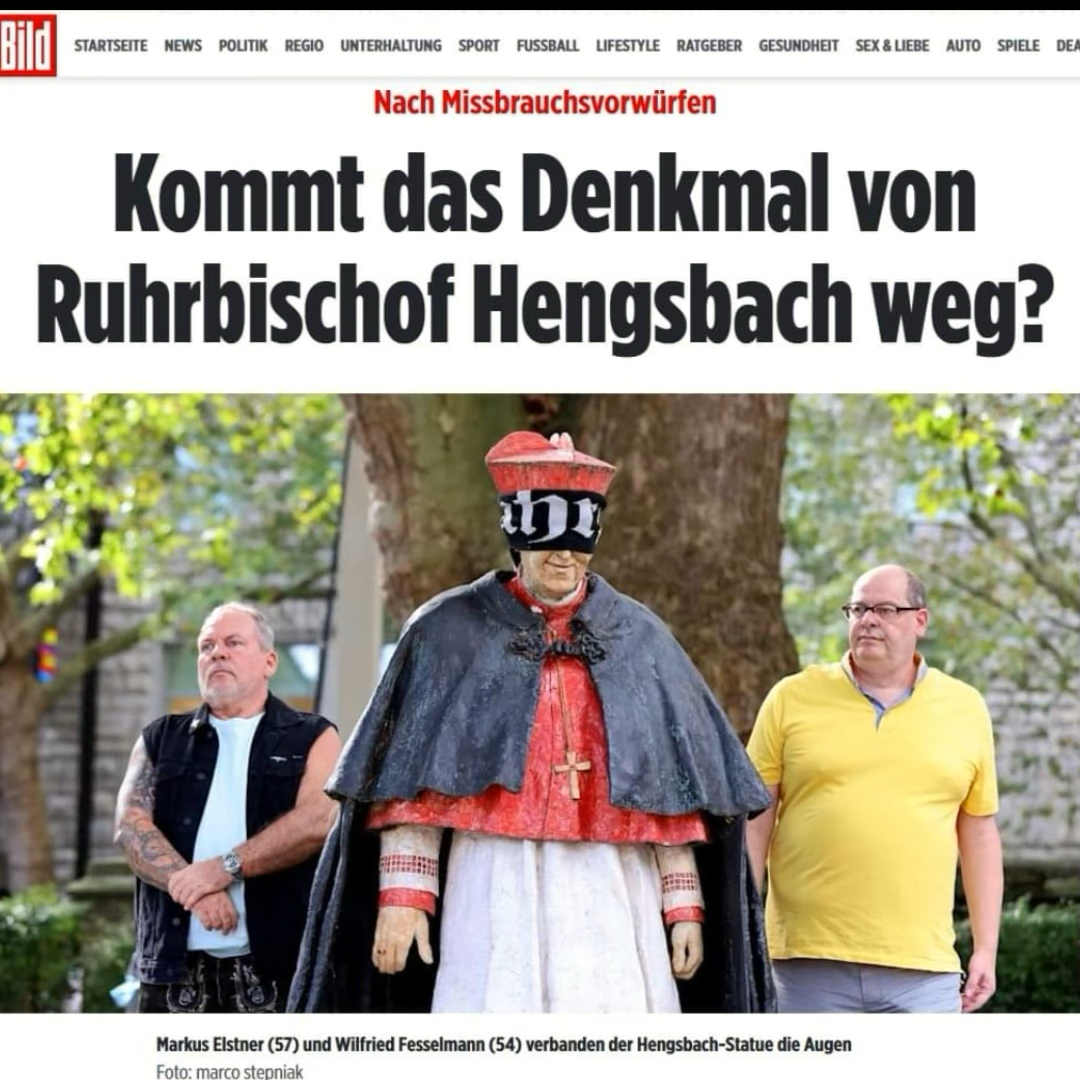 Bild
STARTSEITE NEWS POLITIK REGIO UNTERHALTUNG SPORT FUSSBALL LIFESTYLE RATGEBER GESUNDHEIT SEX & LIEBE AUTO SPIELE DEA
Nach Missbrauchsvorwürfen
Kommt das Denkmal von
Ruhrbischof Hengsbach weg?
ahr
Markus Elstner (57) und Wilfried Fesselmann (54) verbanden der Hengsbach-Statue die Augen
Foto: marco stepniak